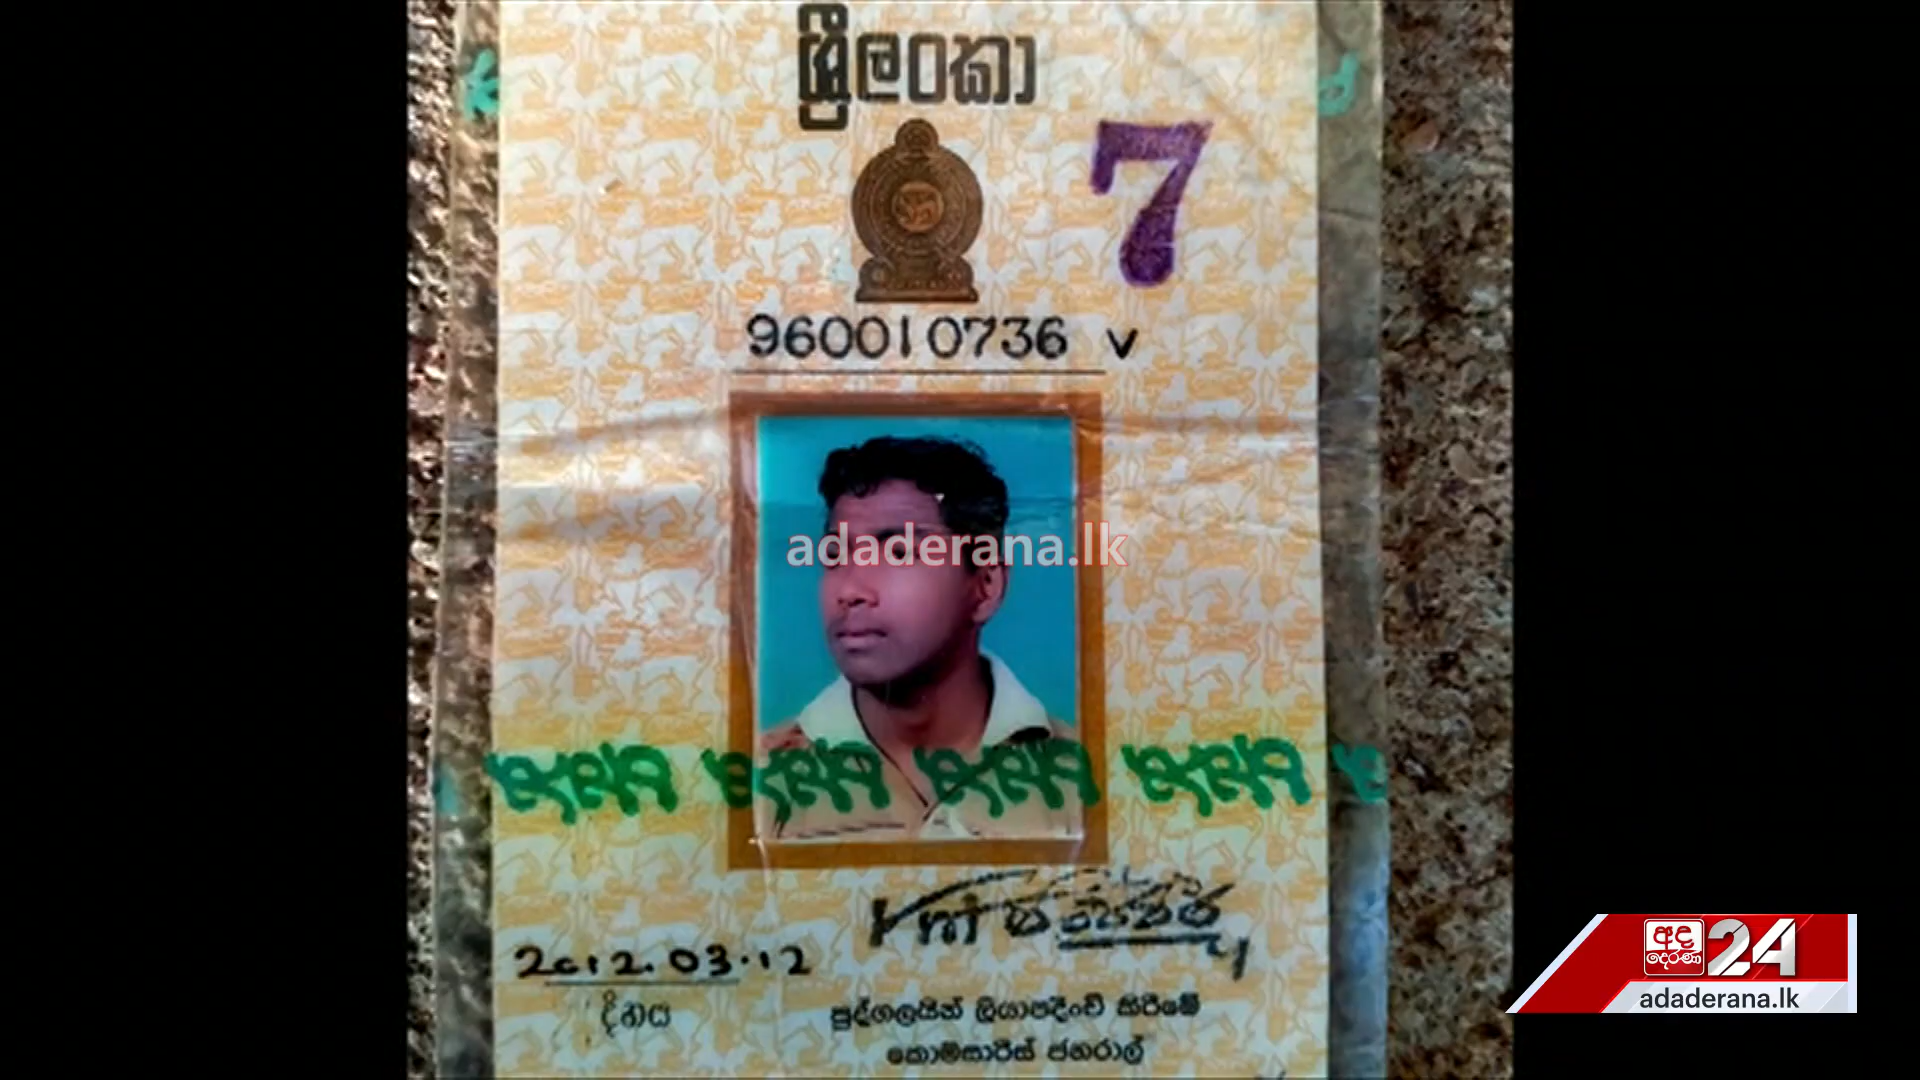 ශ්‍රී ලංකා
7
960010736 v
adaderana.lk
2012.03.12
දිනය
පුද්ගලයින් ලියාපදිංචි කිරීමේ
කොමසාරිස් ජනරාල්
අද
දෙරණ
24
adaderana.lk